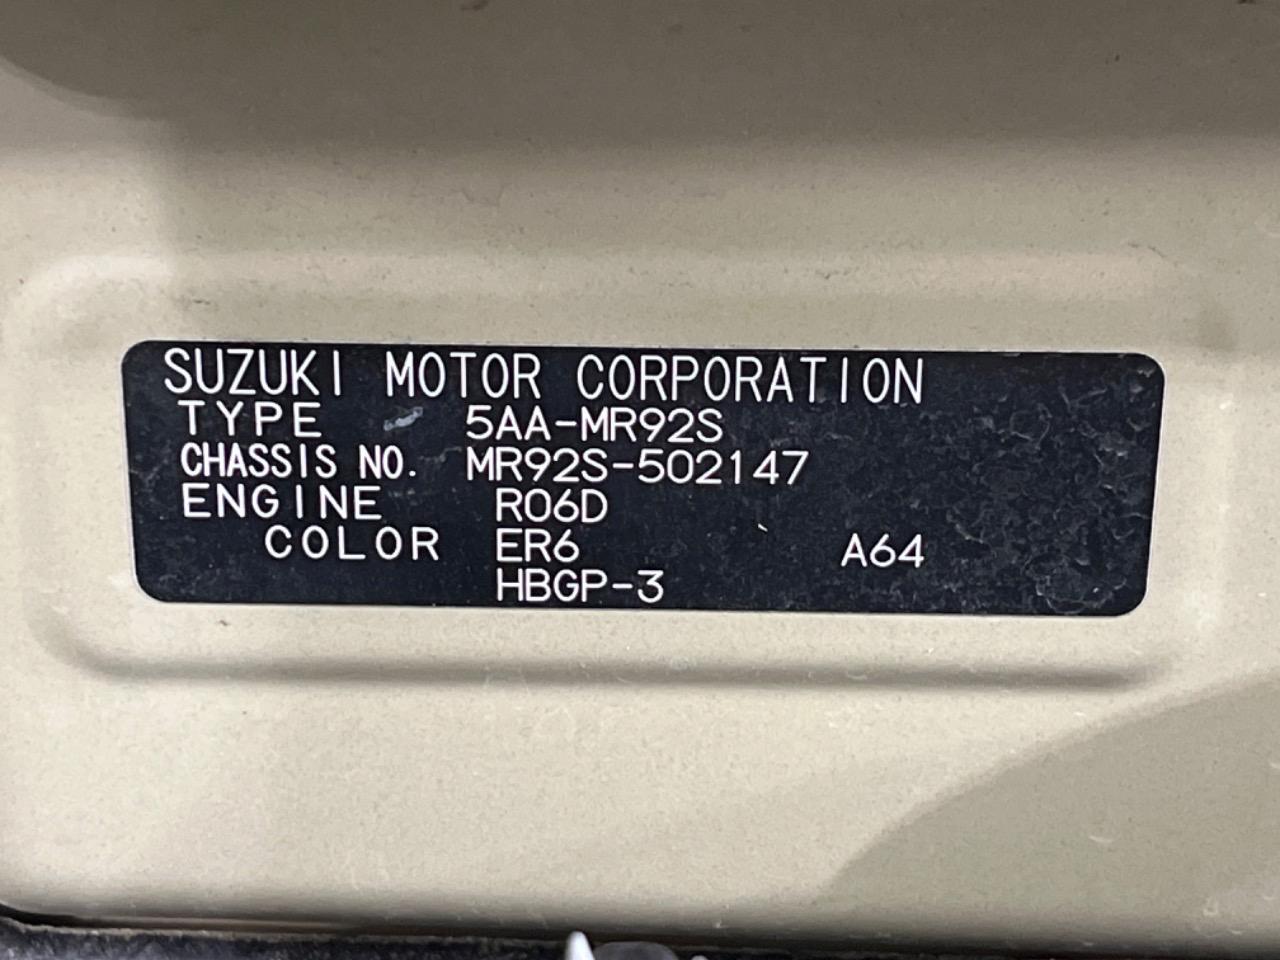 SUZUKI MOTOR CORPORATION
TYPE 5AA-MR92S
CHASSIS NO. MR92S-502147
ENGINE R06D
COLOR ER6 A64
HBGP-3